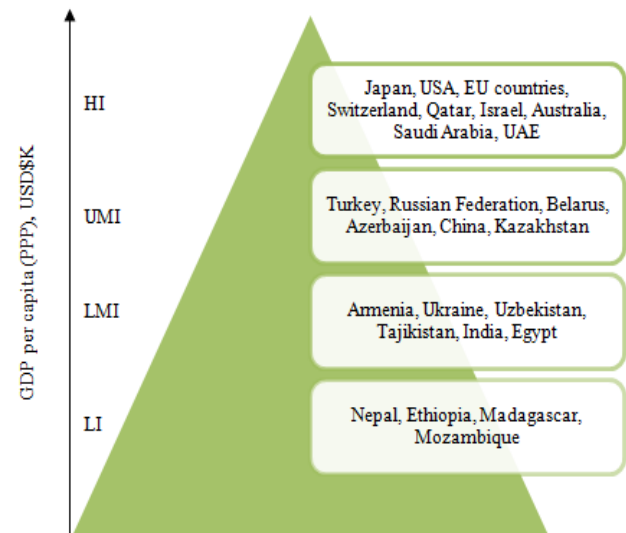 GDP per capita (PPP), USD$K
HI
Japan, USA, EU countries,
Switzerland, Qatar, Israel, Australia,
Saudi Arabia, UAE
UMI
Turkey, Russian Federation, Belarus,
Azerbaijan, China, Kazakhstan
LMI
Armenia, Ukraine, Uzbekistan,
Tajikistan, India, Egypt
LI
Nepal, Ethiopia, Madagascar,
Mozambique